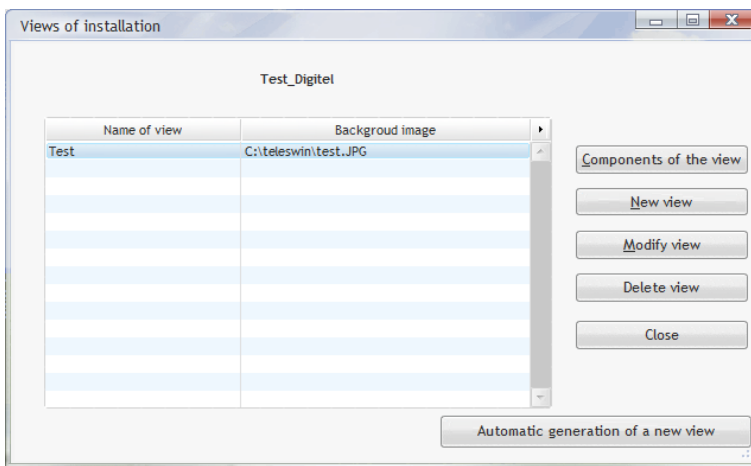 Views of installation
Test_Digitel
Name of view Backgroud image
Test C:\teleswin\test.JPG
Components of the view
New view
Modify view
Delete view
Close
Automatic generation of a new view